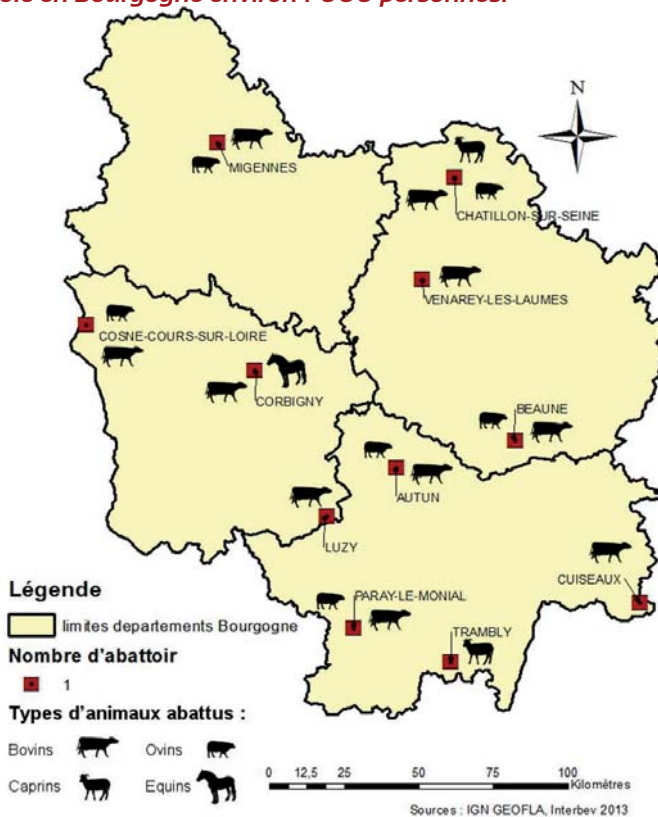 N
MIGENNES
CHATILLON-SUR-SEINE
VENAREY-LES-LAUMES
COSNE-COURS-SUR-LOIRE
CORBIGNY
BEAUNE
AUTUN
LUZY
CUISEAUX
PARAY-LE-MONIAL
TRAMBLY
Légende
limites departements Bourgogne
Nombre d'abattoir
1
Types d'animaux abattus :
Bovins Ovins
Caprins Equins
0 12,5 25 50 75 100
Kilomètres
Sources : IGN GEOFLA, Interbev 2013